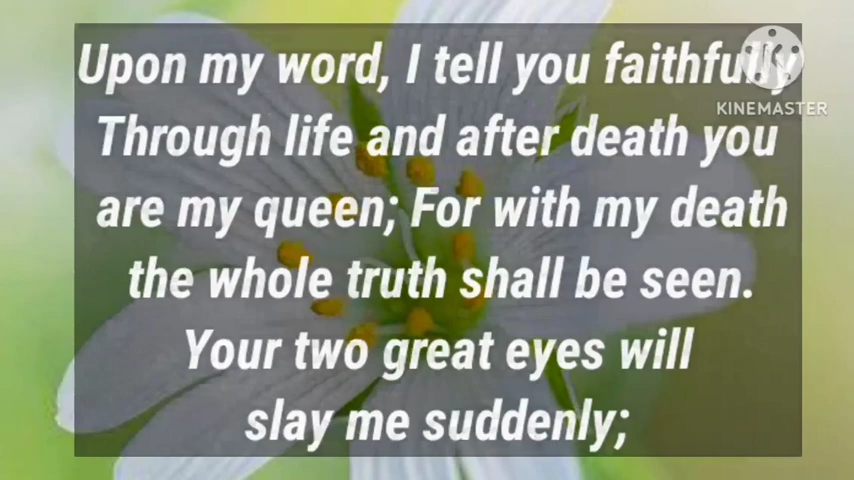 Upon my word, I tell you faithfully
KINEMASTER
Through life and after death you
are my queen; For with my death
the whole truth shall be seen.
Your two great eyes will
slay me suddenly;